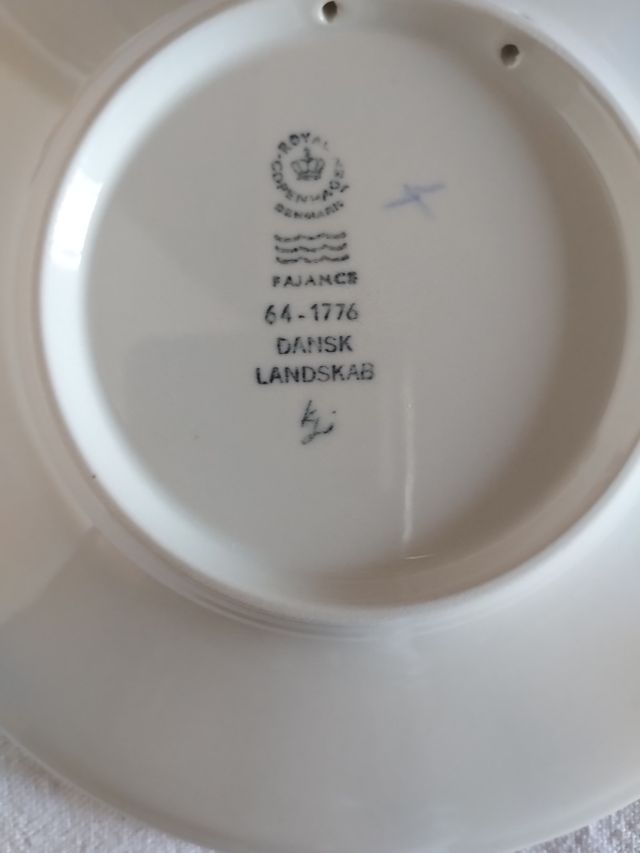 ROYAL
COPENHAGEN
DENMARK
FAJANCE
64-1776
DANSK
LANDSKAB